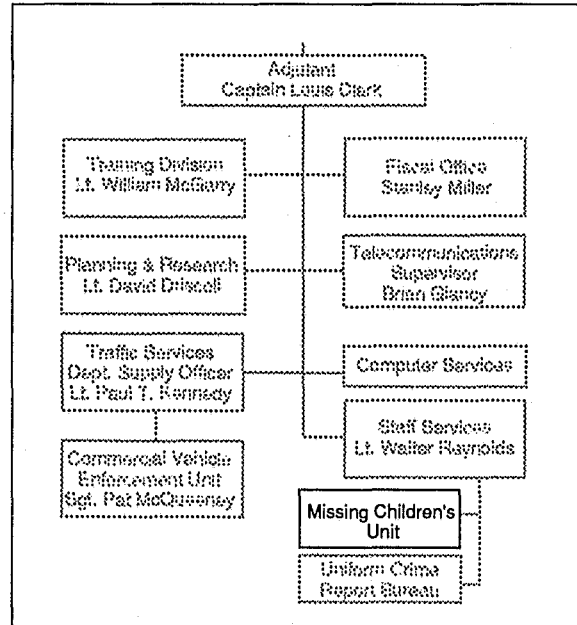 Adjutant
Captain Louis Clark
Training Division
Lt. William McGarry
Fiscal Office
Stanley Miller
Planning & Research
Lt. David Driscoll
Telecommunications
Supervisor
Brian Glancy
Traffic Services
Dept. Supply Officer
Lt. Paul T. Kennedy
Computer Services
Staff Services
Lt. Walter Reynolds
Commercial Vehicle
Enforcement Unit
Sgt. Pat McQueeney
Missing Children's
Unit
Uniform Crime
Report Bureau